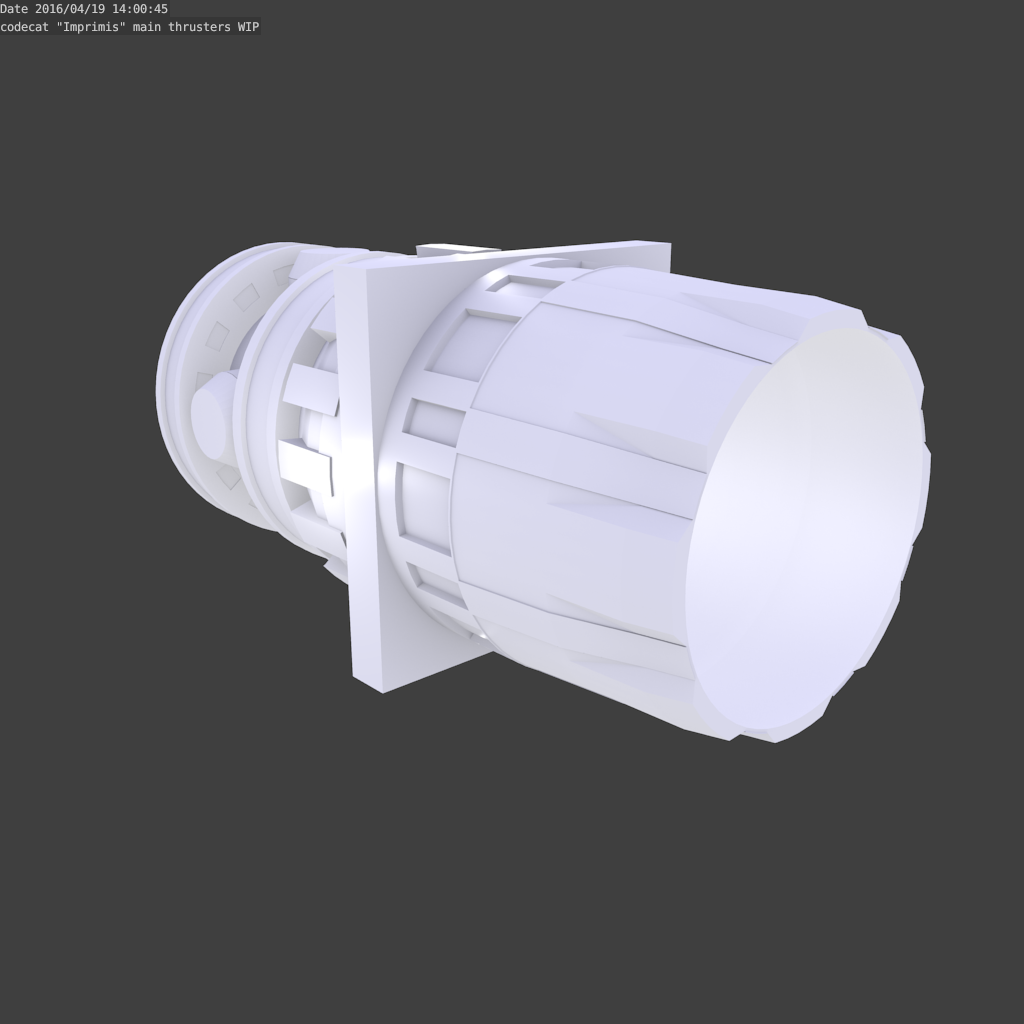 Date 2016/04/19 14:00:45
codecat "Imprimis" main thrusters WIP